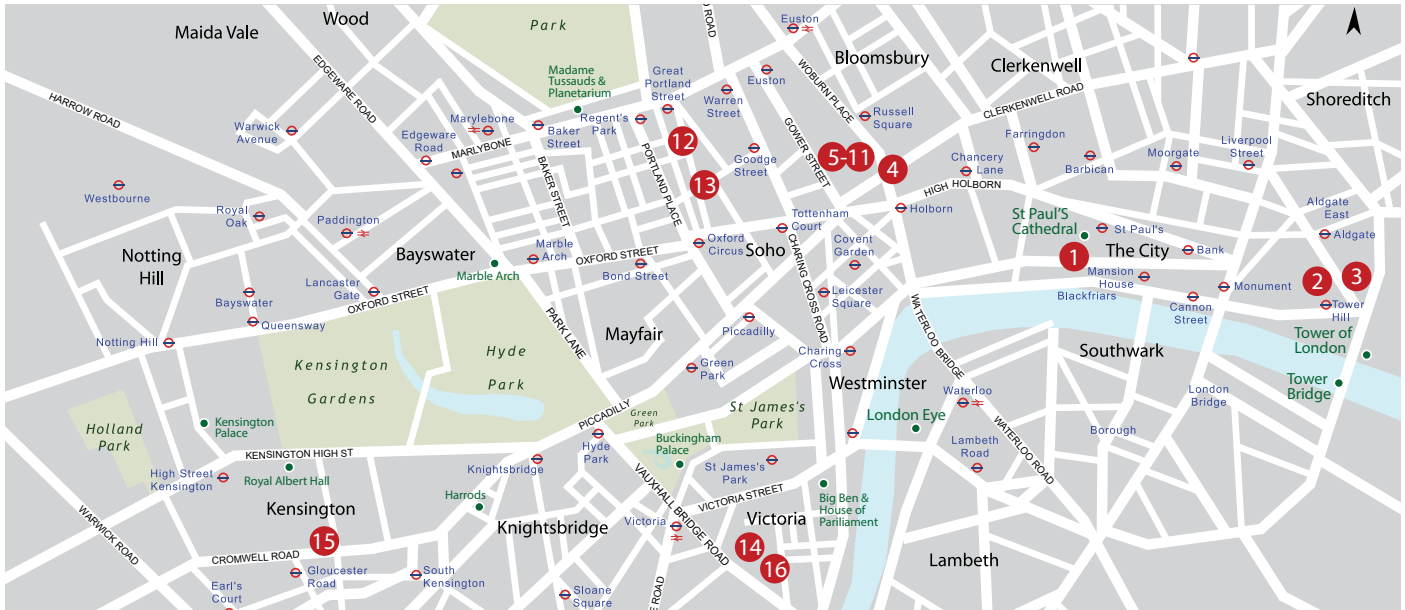 Wood
Maida Vale
Park
O ROAD
Euston
Bloomsbury
Clerkenwell
Shoreditch
EDGEWARE ROAD
HARROW ROAD
Madame
Tussauds &
Planetarium
Great
Portland
Street
Euston
WOBURN PLACE
CLERKENWELL ROAD
Warwick
Avenue
Marylebone
Edgeware
Road
MARLYBONE
Baker
Street
Regent's
Park
Warren
Street
Russell
Square
Farringdon
Barbican
Moorgate
Liverpool
Street
12
13
Goodge
Street
GOWER STREET
5-11
4
Chancery
Lane
HIGH HOLBORN
Westbourne
Royal
Oak
Paddington
BAKER STREET
PORTLAND PLACE
Tottenham
Court
Holborn
St Paul'S
Cathedral
St Paul's
Aldgate
East
Aldgate
Notting
Hill
Bayswater
Marble
Arch
OXFORD STREET
Oxford
Circus
Soho
Covent
Garden
The City
Bank
Marble Arch
Bond Street
CHARING CROSS ROAD
1
2
3
Bayswater
Lancaster
Gate
OXFORD STREET
Queensway
Leicester
Square
Mansion
House
Blackfriars
Cannon
Street
Monument
Tower
Hill
Notting Hill
PARK LANE
Mayfair
Piccadilly
Charing
Cross
WATERLOO BRIDGE
Southwark
Tower of
London
Kensington
Gardens
Hyde
Park
Green
Park
Westminster
Waterloo
London
Bridge
Tower
Bridge
Holland
Park
Kensington
Palace
PICCADILLY
Green
Park
St James's
Park
London Eye
WATERLOO ROAD
Borough
KENSINGTON HIGH ST
Hyde
Park
Buckingham
Palace
Lambeth
Road
High Street
Kensington
Royal Albert Hall
Knightsbridge
St James's
Park
Harrods
VAUXHALL BRIDGE ROAD
VICTORIA STREET
Big Ben &
House of
Pariliament
WARWICK ROAD
Kensington
Knightsbridge
Victoria
Victoria
15
CROMWELL ROAD
14
16
Lambeth
Earl's
Court
Gloucester
Road
South
Kensington
Sloane
Square
E ROAD